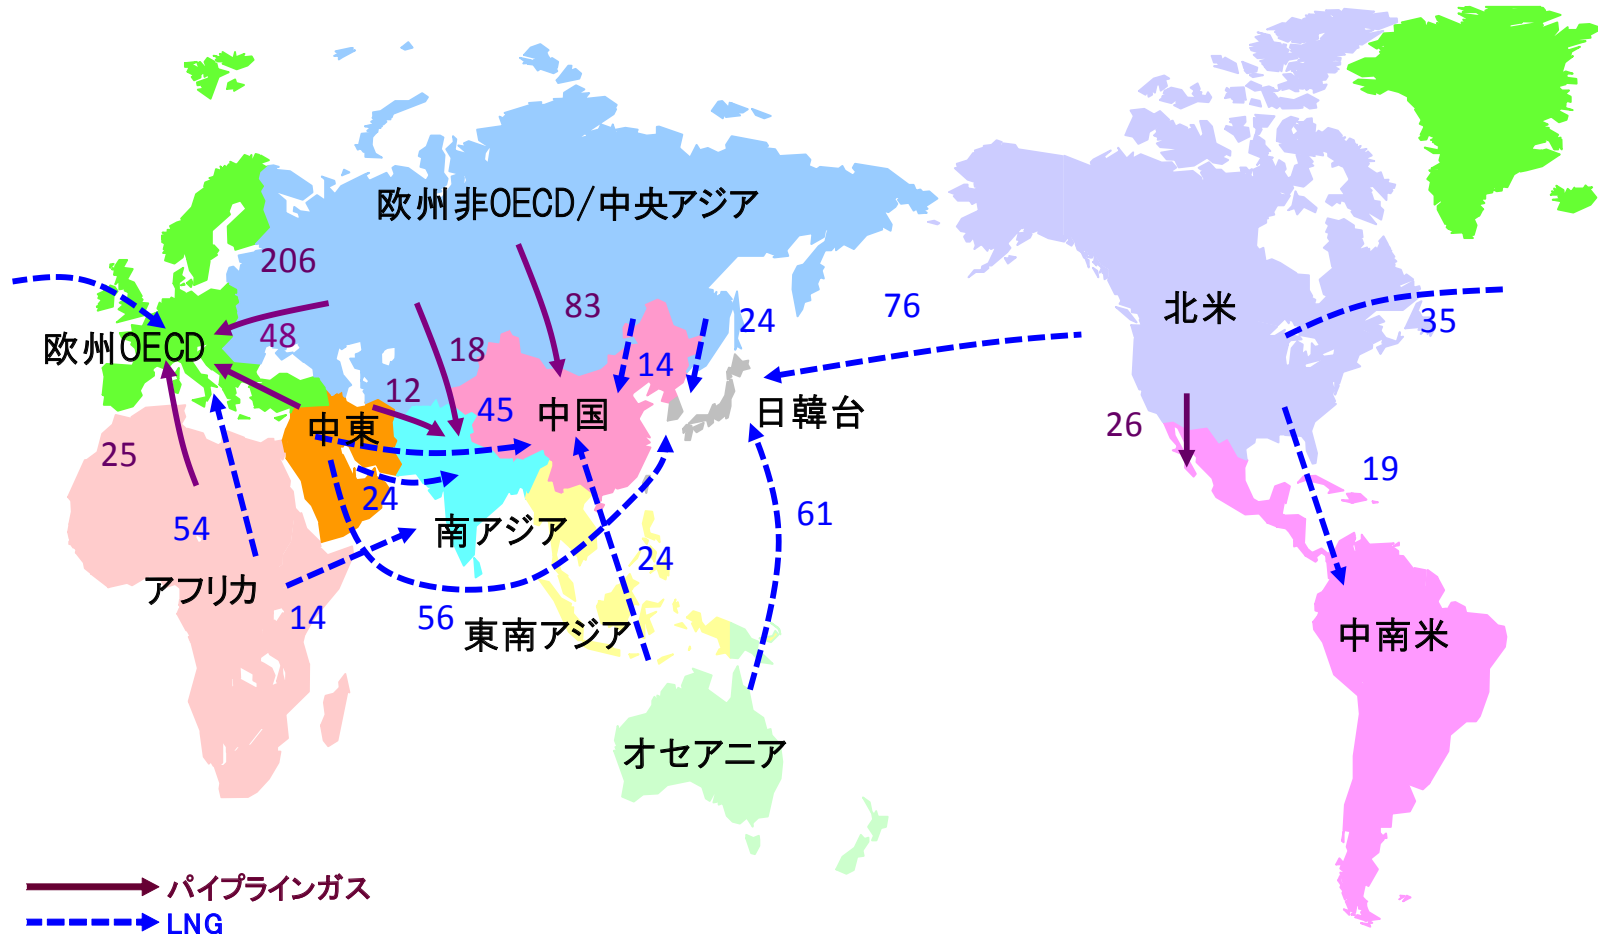 欧州非OECD/中央アジア
206
83
24
76
北米
35
48
欧州OECD
18
14
12
45
中国
日韓台
中東
26
25
19
24
61
54
南アジア
24
アフリカ
14
56
東南アジア
中南米
オセアニア
パイプラインガス
LNG